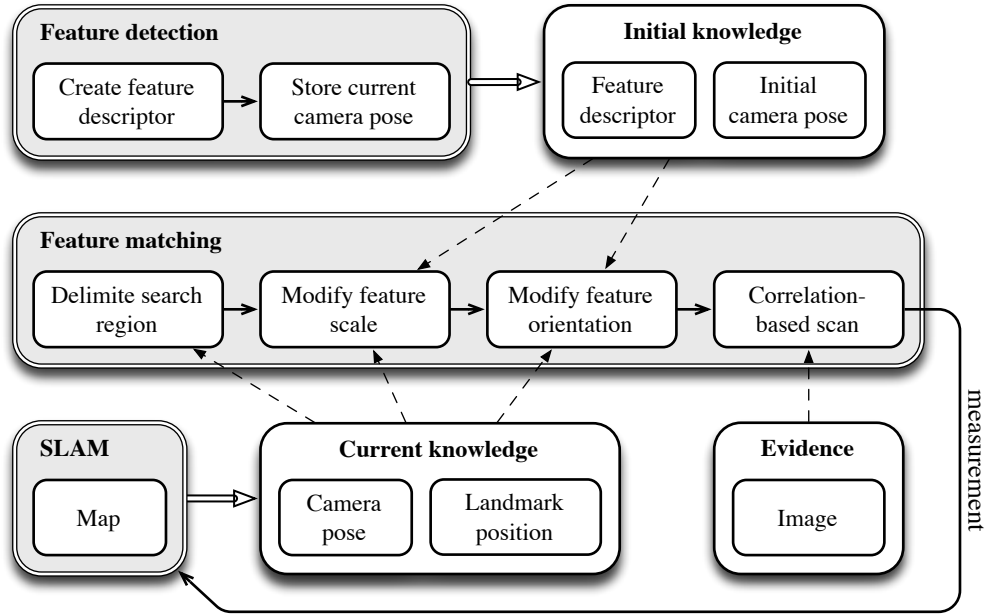 Feature detection
Create feature
descriptor
Store current
camera pose
Initial knowledge
Feature
descriptor
Initial
camera pose
Feature matching
Delimite search
region
Modify feature
scale
Modify feature
orientation
Correlation-
based scan
measurement
SLAM
Map
Current knowledge
Camera
pose
Landmark
position
Evidence
Image